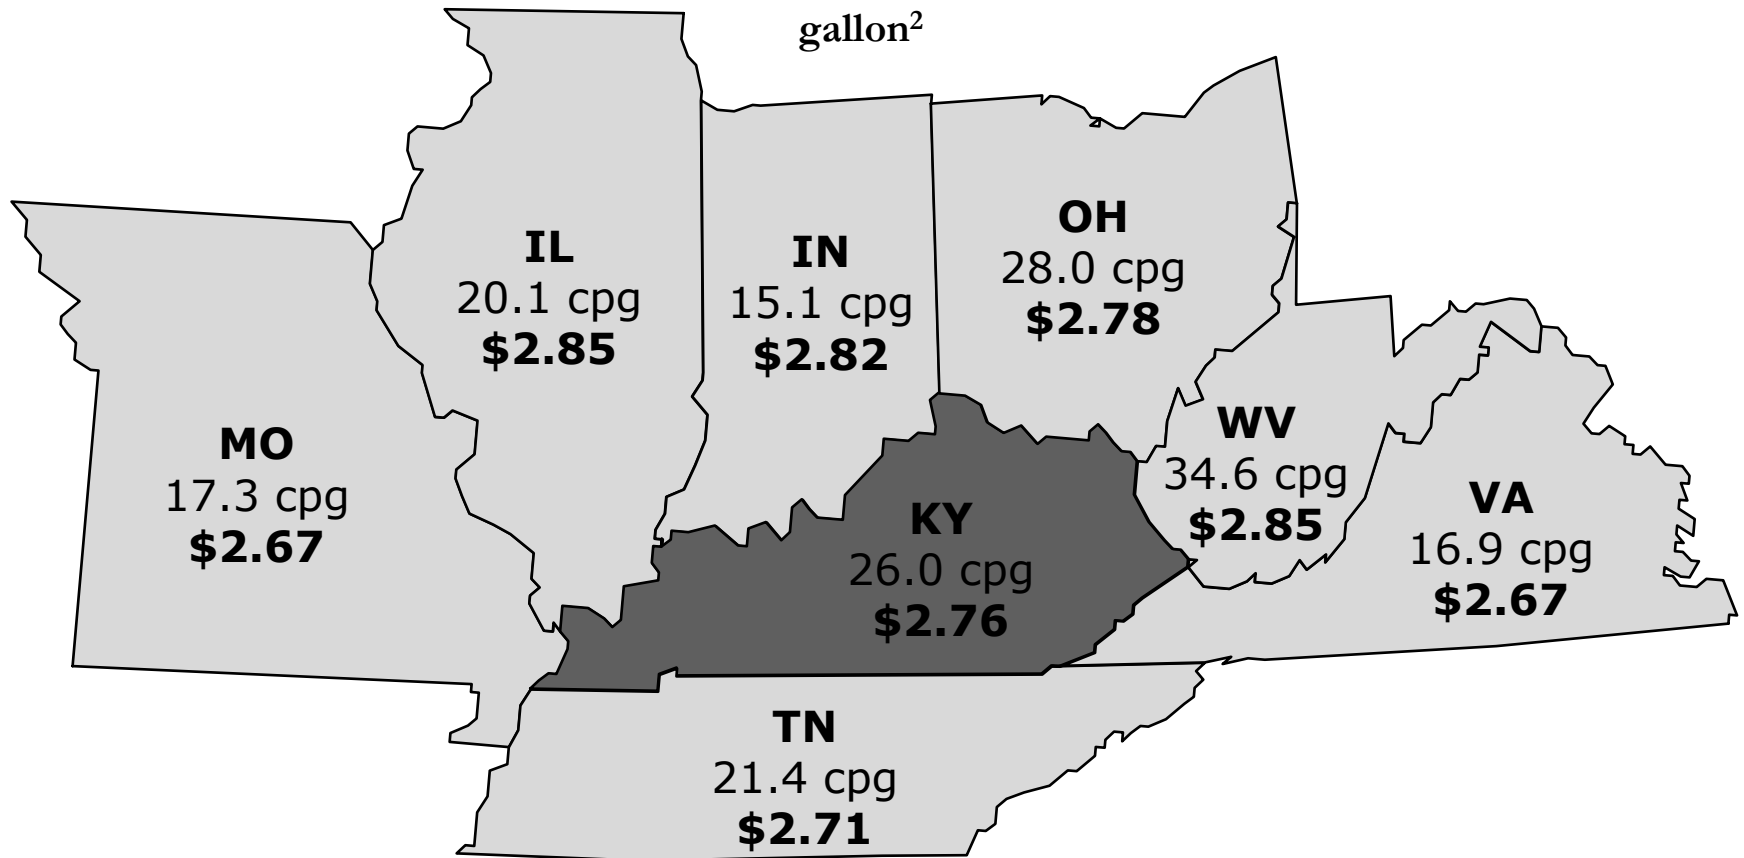 gallon²
IL
20.1 cpg
$2.85
IN
15.1 cpg
$2.82
OH
28.0 cpg
$2.78
MO
17.3 cpg
$2.67
KY
26.0 cpg
$2.76
WV
34.6 cpg
$2.85
VA
16.9 cpg
$2.67
TN
21.4 cpg
$2.71